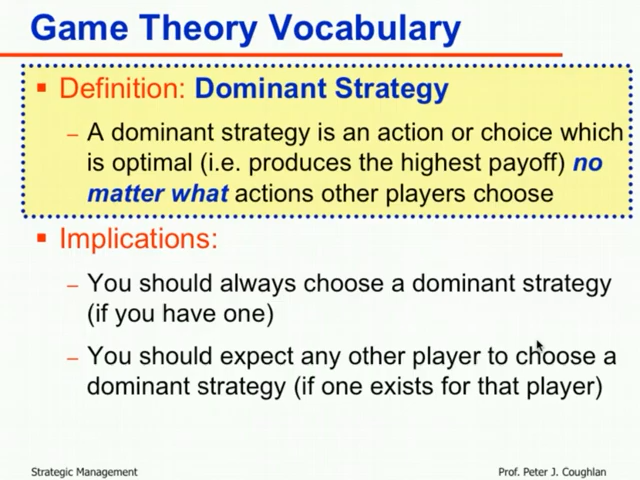 Game Theory Vocabulary
▪ Definition: Dominant Strategy
– A dominant strategy is an action or choice which
is optimal (i.e. produces the highest payoff) no
matter what actions other players choose
▪ Implications:
– You should always choose a dominant strategy
(if you have one)
– You should expect any other player to choose a
dominant strategy (if one exists for that player)
Strategic Management
Prof. Peter J. Coughlan